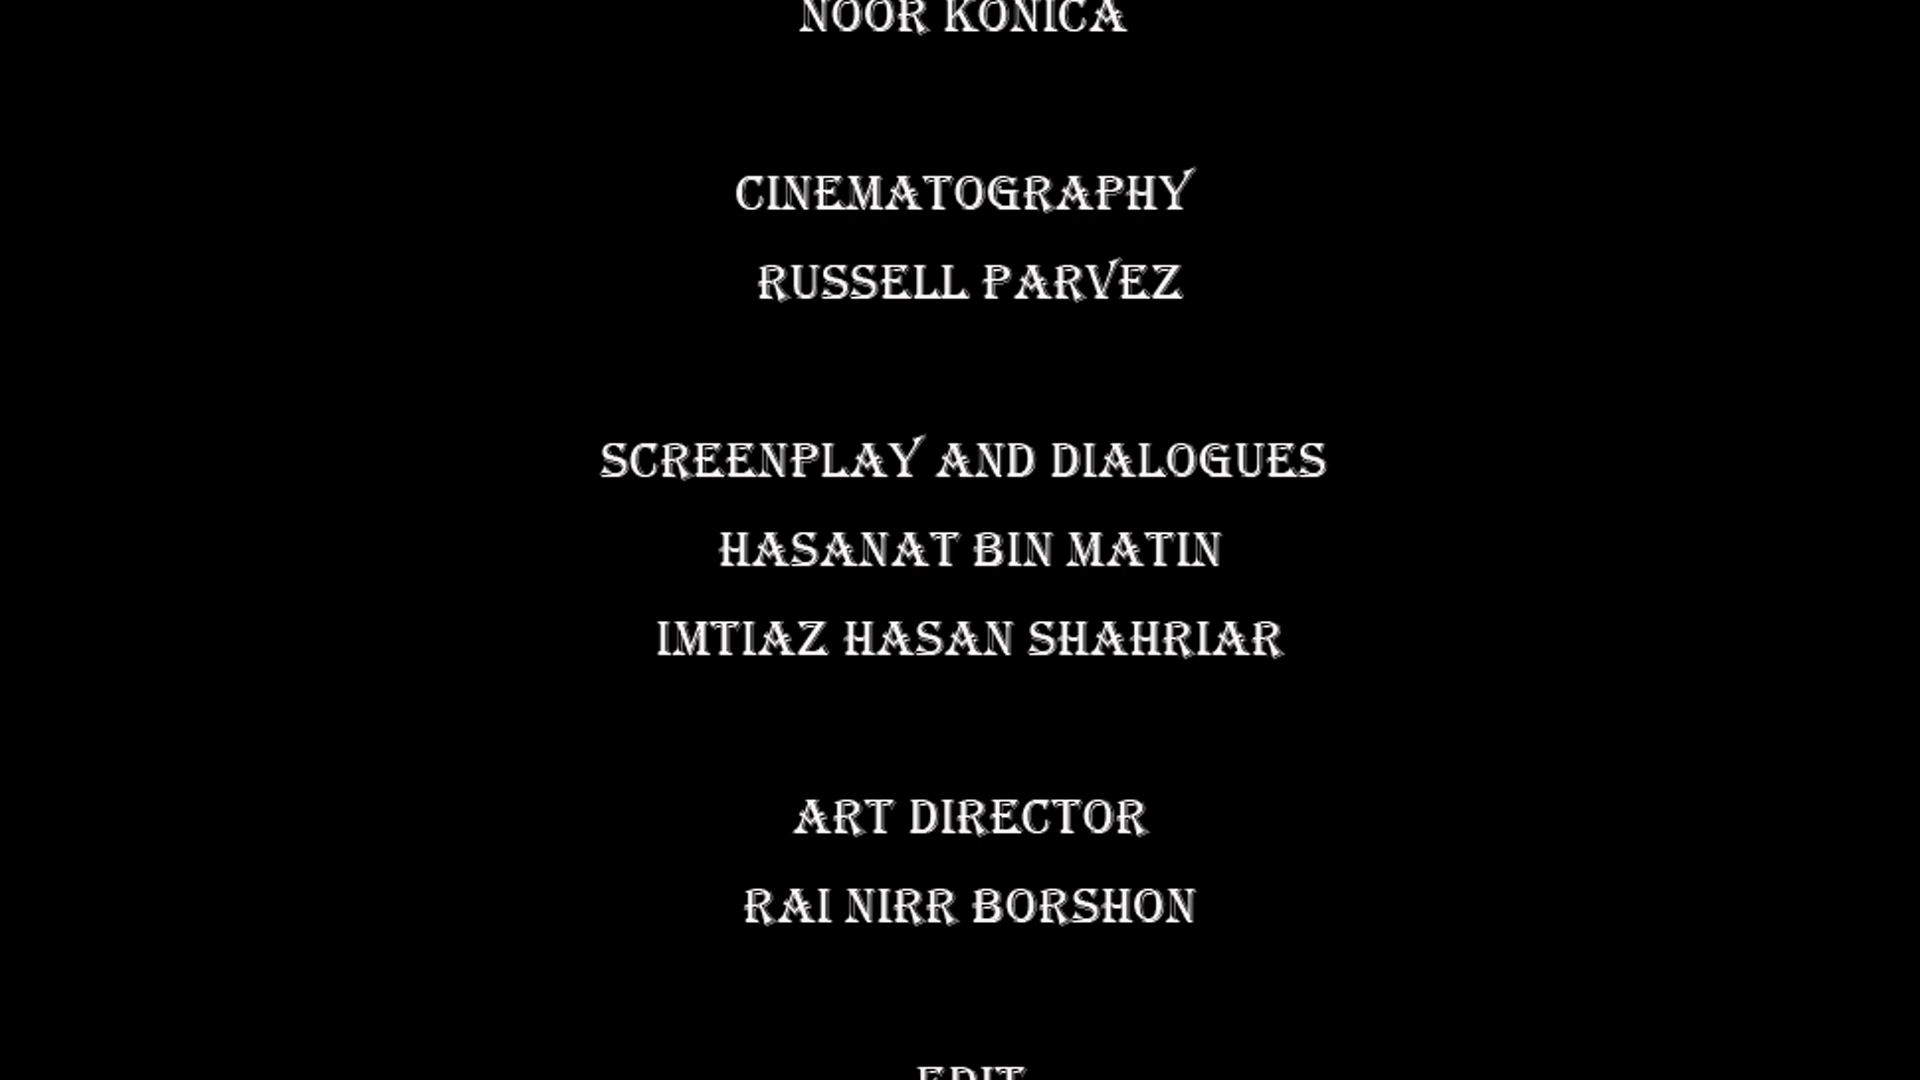 NOOR KONICA
CINEMATOGRAPHY
RUSSELL PARVEZ
SCREENPLAY AND DIALOGUES
HASANAT BIN MATIN
IMTIAZ HASAN SHAHRIAR
ART DIRECTOR
RAI NIRR BORSHON
EDIT